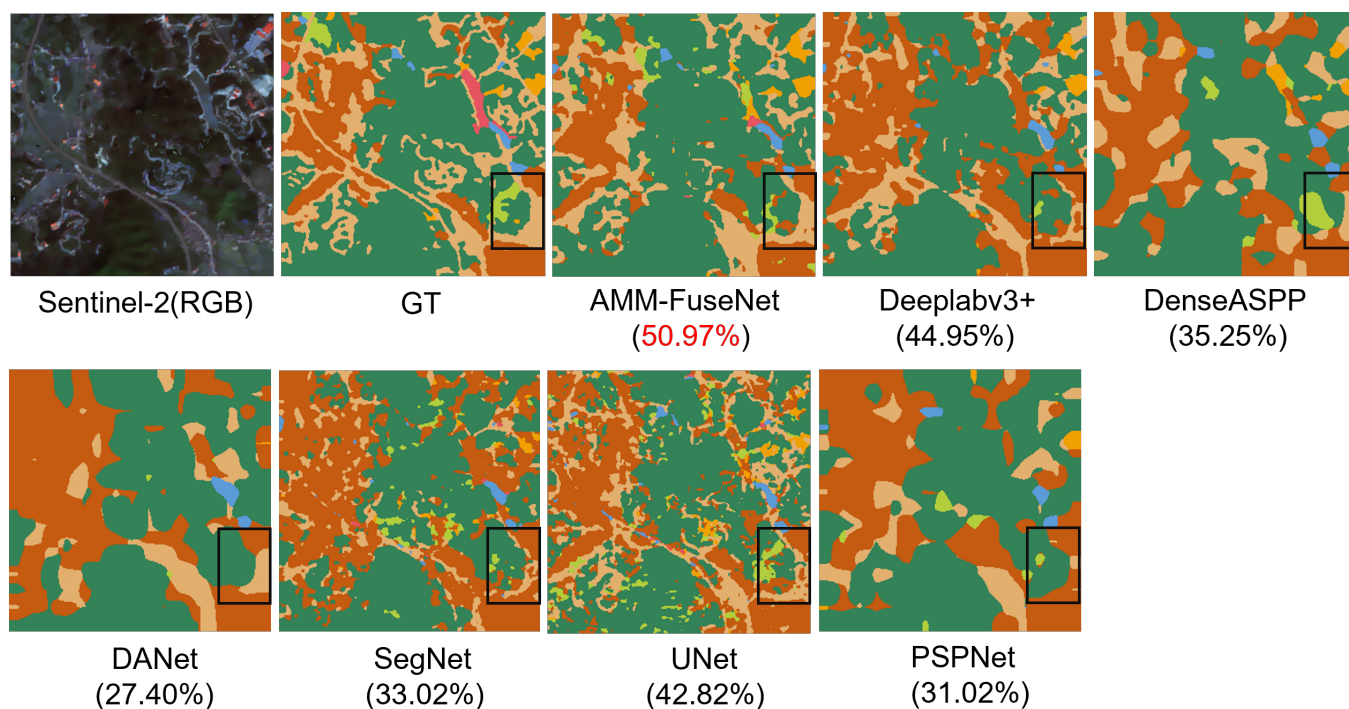 Sentinel-2(RGB)
GT
AMM-FuseNet
(50.97%)
Deeplabv3+
(44.95%)
DenseASPP
(35.25%)
DANet
(27.40%)
SegNet
(33.02%)
UNet
(42.82%)
PSPNet
(31.02%)